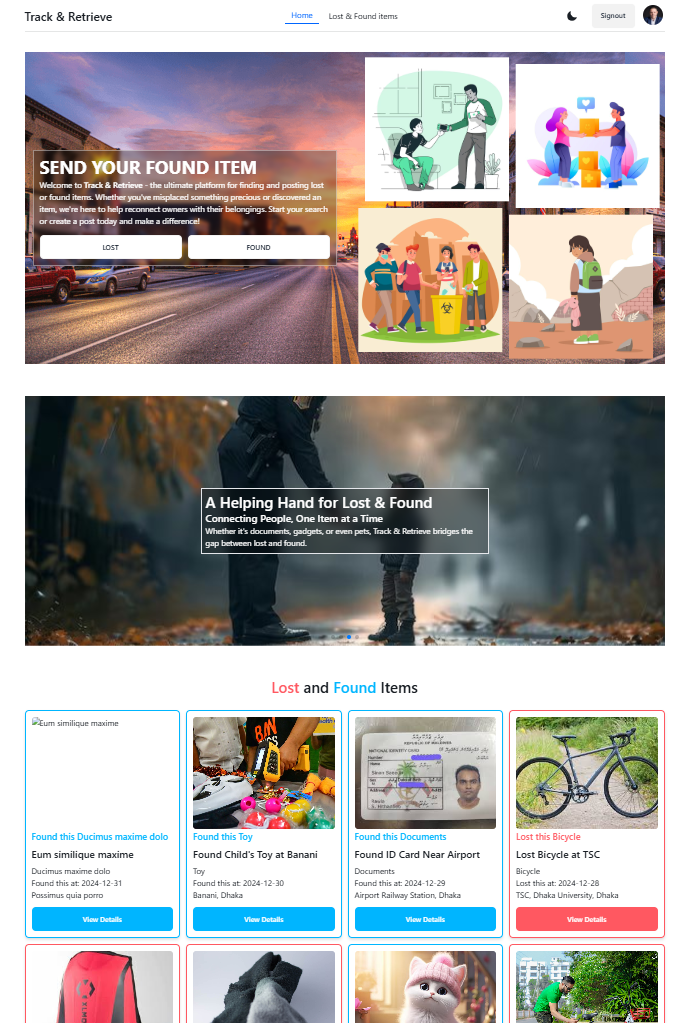 Track & Retrieve
Home
Lost & Found items
Signout
SEND YOUR FOUND ITEM
Welcome to Track & Retrieve - the ultimate platform for finding and posting lost
or found items. Whether you've misplaced something precious or discovered an
item, we're here to help reconnect owners with their belongings. Start your search
or create a post today and make a difference!
LOST
FOUND
A Helping Hand for Lost & Found
Connecting People, One Item at a Time
Whether it's documents, gadgets, or even pets, Track & Retrieve bridges the
gap between lost and found.
Lost and Found Items
Eum similique maxime
Found this Ducimus maxime dolo
Eum similique maxime
Ducimus maxime dolo
Found this at: 2024-12-31
Possimus quia porro
View Details
Found this Toy
Found Child's Toy at Banani
Toy
Found this at: 2024-12-30
Banani, Dhaka
View Details
REPUBLIC OF MALDIVES
NATIONAL IDENTITY CARD
Number
Name
Address
Found this Documents
Found ID Card Near Airport
Documents
Found this at: 2024-12-29
Airport Railway Station, Dhaka
View Details
Lost this Bicycle
Lost Bicycle at TSC
Bicycle
Lost this at: 2024-12-28
TSC, Dhaka University, Dhaka
View Details